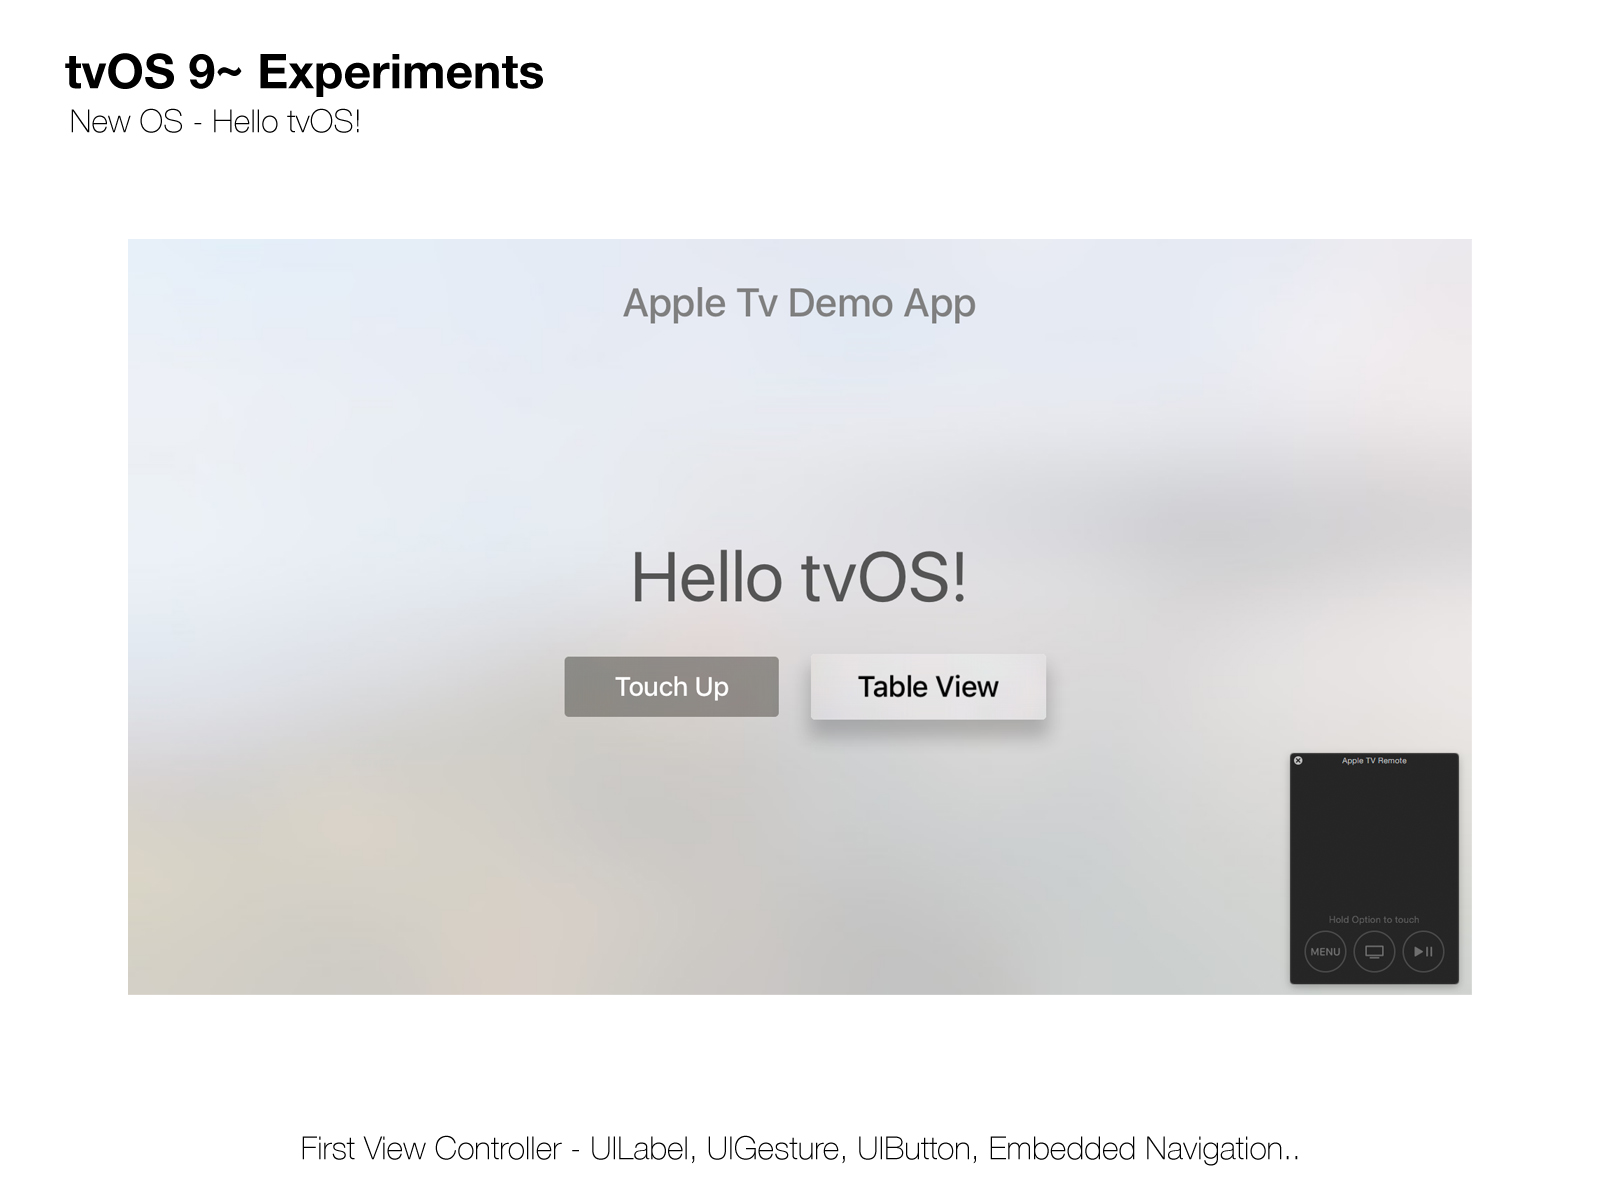 tvOS 9~ Experiments
New OS - Hello tvOS!
Apple Tv Demo App
Hello tvOS!
Touch Up
Table View
Apple TV Remote
Hold Option to touch
MENU
First View Controller - UILabel, UIGesture, UIButton, Embedded Navigation..